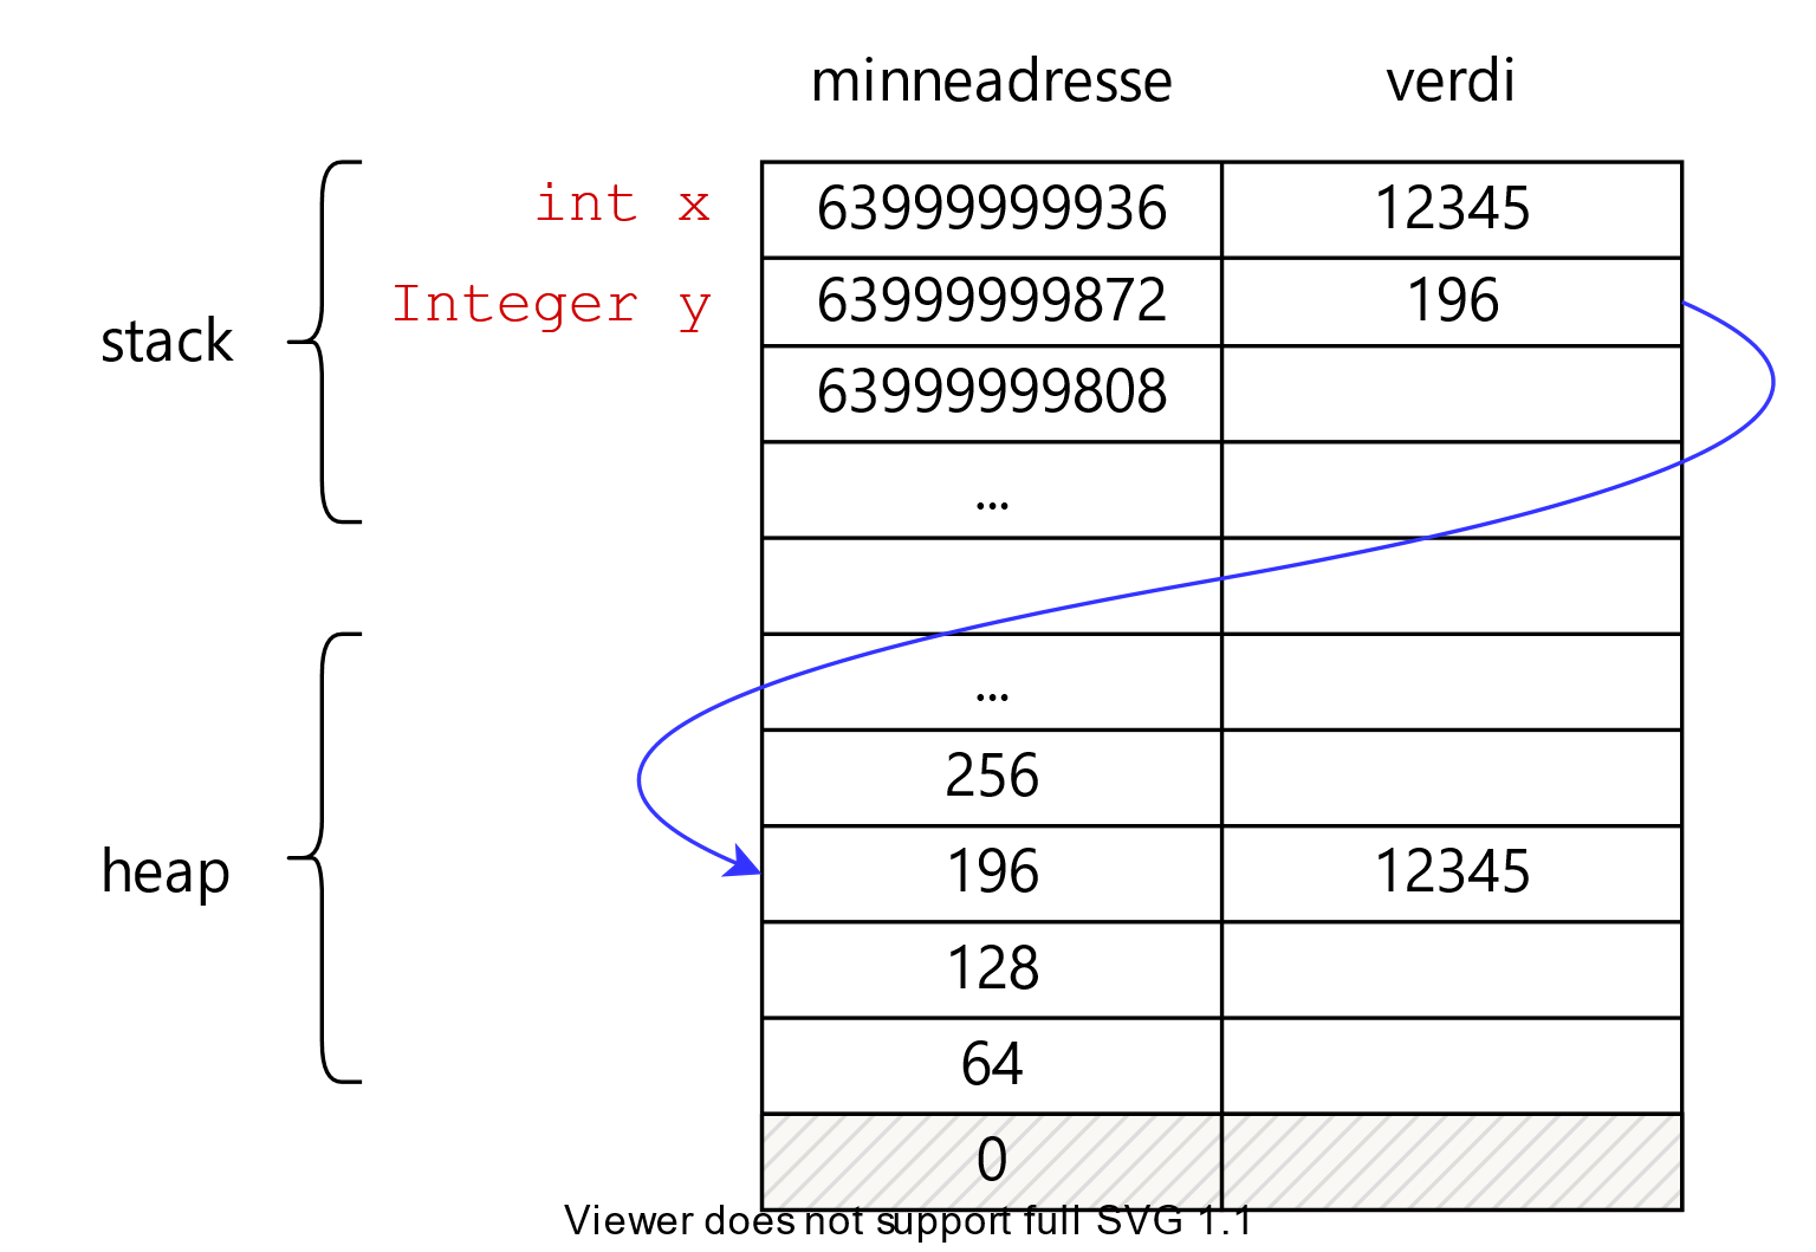 minneadresse verdi
int x 63999999936 12345
Integer y 63999999872 196
stack
63999999808
...
...
256
heap 196 12345
128
64
0
Viewer does not support full SVG 1.1